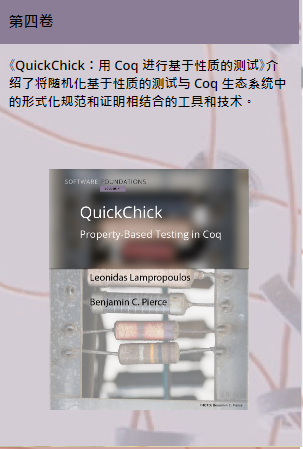 第四卷
《QuickChick：用 Coq 进行基于性质的测试》介
绍了将随机化基于性质的测试与 Coq 生态系统中
的形式化规范和证明相结合的工具和技术。
SOFTWARE FOUNDATIONS
QuickChick
Property-Based Testing in Coq
Leonidas Lampropoulos
Benjamin C. Pierce